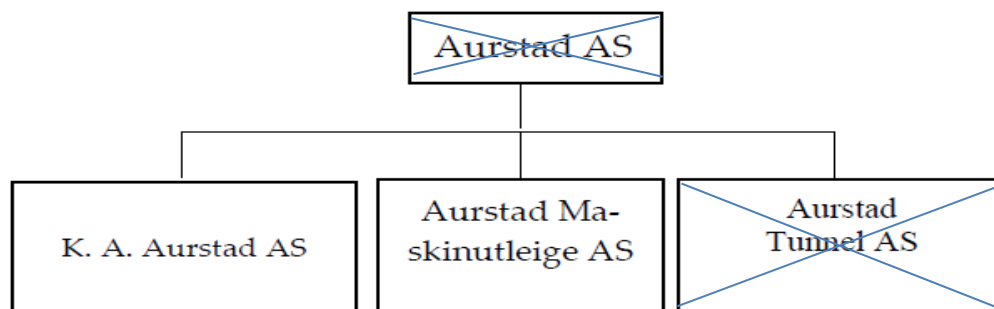 Aurstad AS
K. A. Aurstad AS
Aurstad Ma-
skinutleige AS
Aurstad
Tunnel AS